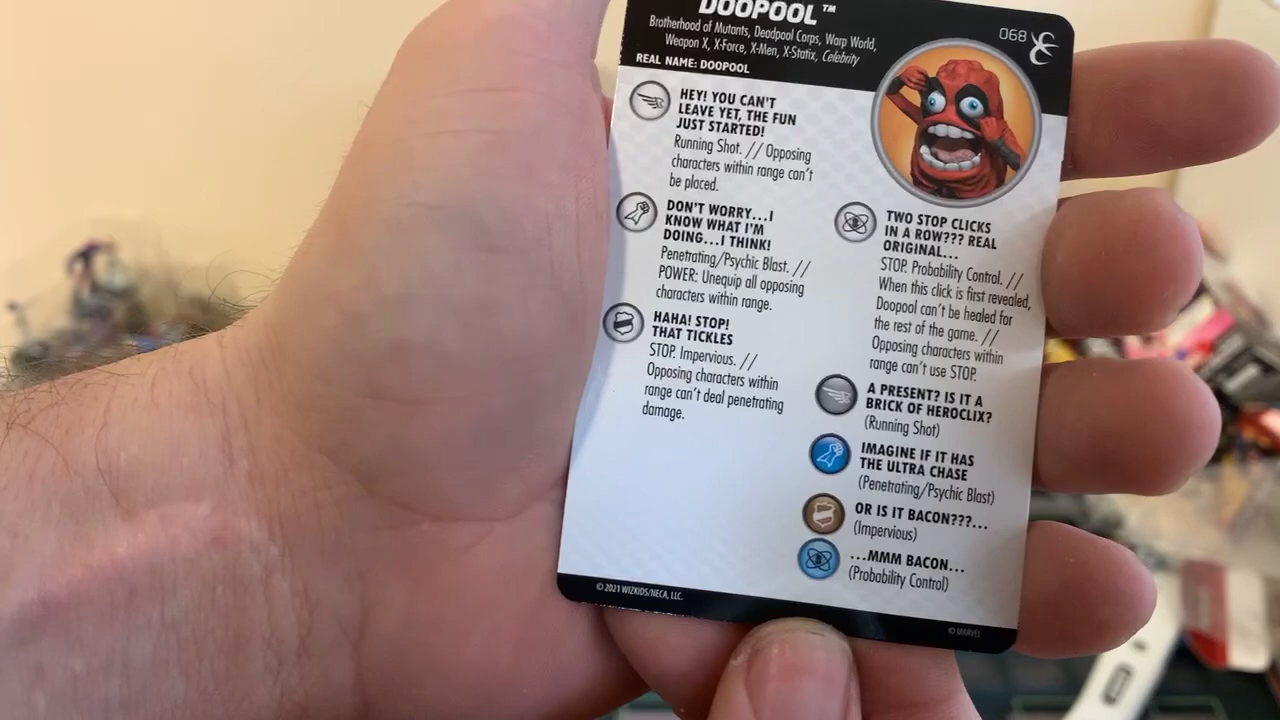 DOOPOOL™
Brotherhood of Mutants, Deadpool Corps, Warp World,
Weapon X, X-Force, X-Men, X-Statix, Celebrity
REAL NAME: DOOPOOL
068
HEY! YOU CAN'T
LEAVE YET, THE FUN
JUST STARTED!
Running Shot. // Opposing
characters within range can't
be placed.
DON'T WORRY...I
KNOW WHAT I'M
DOING...I THINK!
Penetrating/Psychic Blast. //
POWER: Unequip all opposing
characters within range.
HAHA! STOP!
THAT TICKLES
STOP. Impervious. //
Opposing characters within
range can't deal penetrating
damage.
TWO STOP CLICKS
IN A ROW??? REAL
ORIGINAL...
STOP. Probability Control. //
When this click is first revealed,
Doopool can't be healed for
the rest of the game. //
Opposing characters within
range can't use STOP.
A PRESENT? IS IT A
BRICK OF HEROCLIX?
(Running Shot)
IMAGINE IF IT HAS
THE ULTRA CHASE
(Penetrating/Psychic Blast)
OR IS IT BACON???...
(Impervious)
...MMM BACON...
(Probability Control)
© 2021 WIZKIDS/NECA, LLC.
© MARVEL